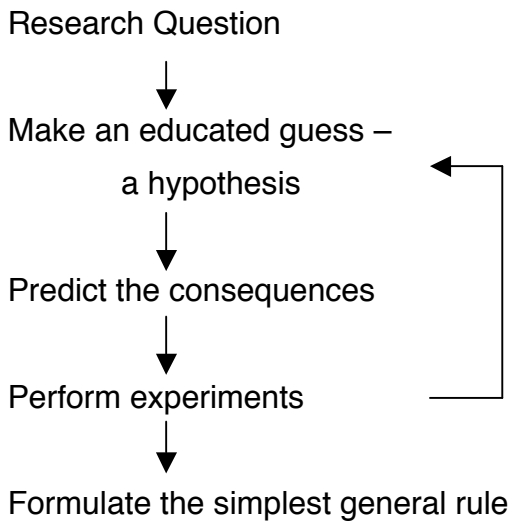 Research Question
Make an educated guess –
a hypothesis
Predict the consequences
Perform experiments
Formulate the simplest general rule